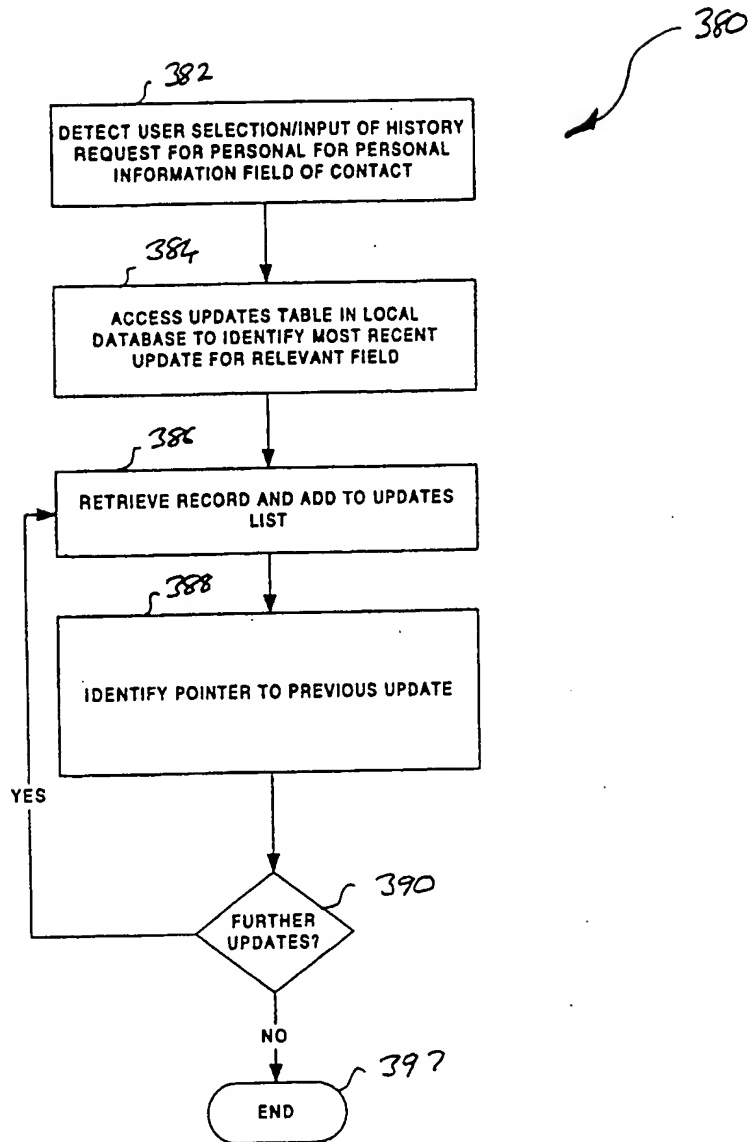 380
382
DETECT USER SELECTION/INPUT OF HISTORY
REQUEST FOR PERSONAL FOR PERSONAL
INFORMATION FIELD OF CONTACT
384
ACCESS UPDATES TABLE IN LOCAL
DATABASE TO IDENTIFY MOST RECENT
UPDATE FOR RELEVANT FIELD
386
RETRIEVE RECORD AND ADD TO UPDATES
LIST
388
IDENTIFY POINTER TO PREVIOUS UPDATE
YES
390
FURTHER
UPDATES?
NO
397
END